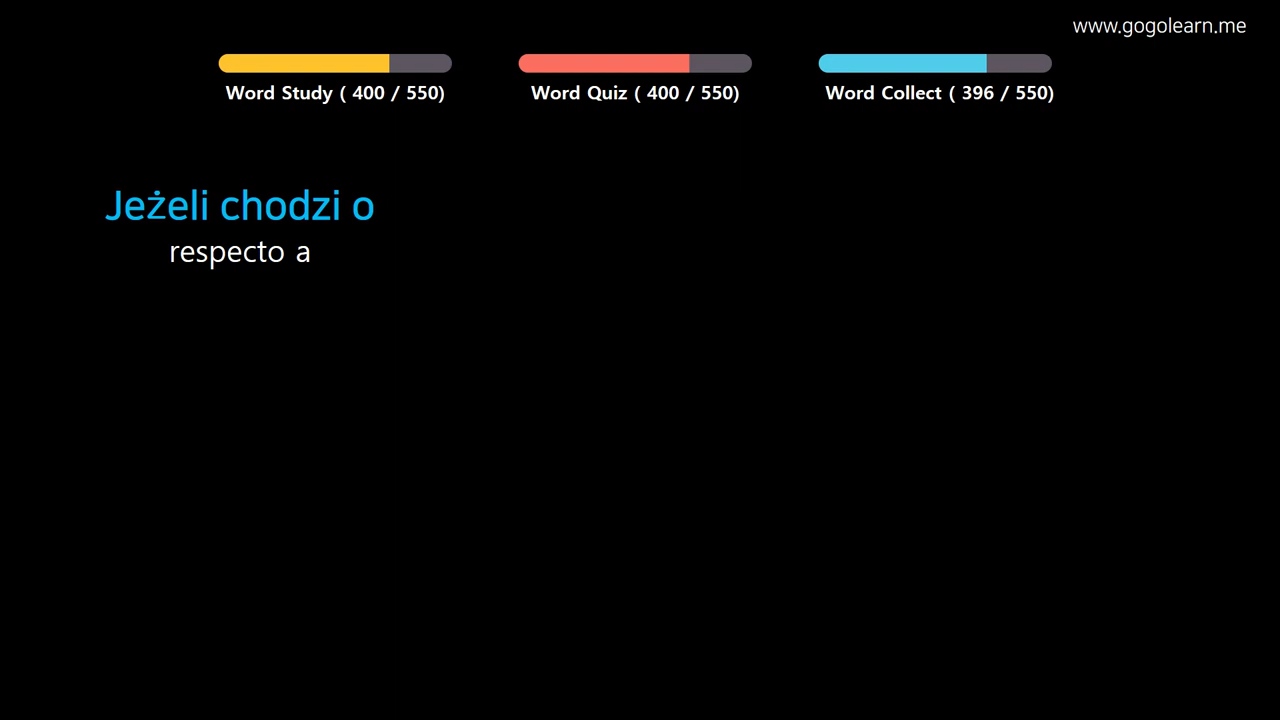 www.gogolearn.me
Word Study ( 400 / 550)
Word Quiz ( 400 / 550)
Word Collect ( 396 / 550)
Jeżeli chodzi o
respecto a